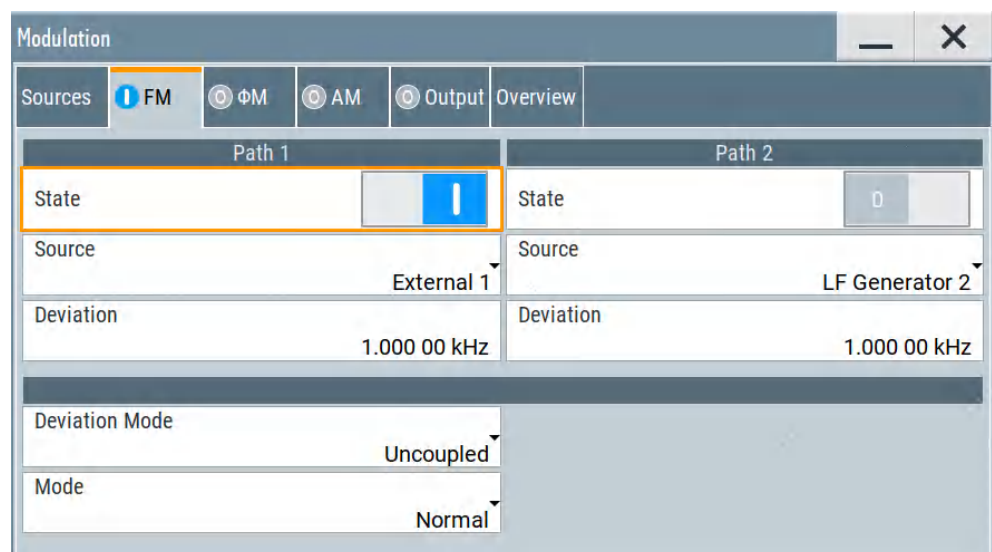 Modulation
Sources FM ΦM AM Output Overview
Path 1 Path 2
State State
0
Source Source
External 1 LF Generator 2
Deviation Deviation
1.000 00 kHz 1.000 00 kHz
Deviation Mode
Uncoupled
Mode
Normal